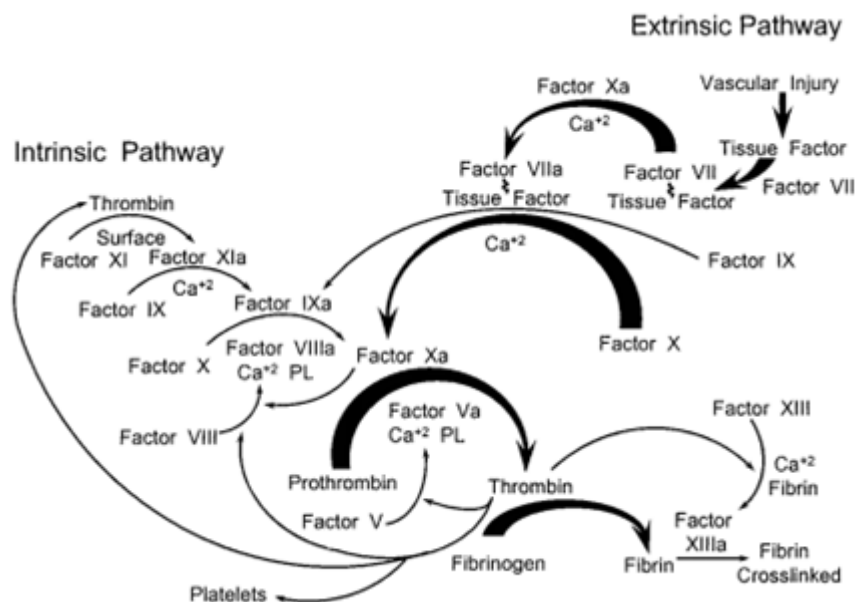 Extrinsic Pathway
Vascular Injury
Factor Xa
Ca+2
Tissue Factor
Factor VII
Factor VIIa
Tissue Factor
Factor VII
Tissue Factor
Intrinsic Pathway
Thrombin
Surface
Factor XI
Factor XIa
Ca+2
Factor IX
Factor IXa
Ca+2
Factor IX
Factor X
Factor X
Factor VIIIa
Ca+2 PL
Factor Xa
Factor VIII
Factor Va
Ca+2 PL
Prothrombin
Factor V
Thrombin
Factor XIII
Ca+2
Fibrin
Fibrinogen
Fibrin
Factor
XIIIa
Fibrin
Crosslinked
Platelets